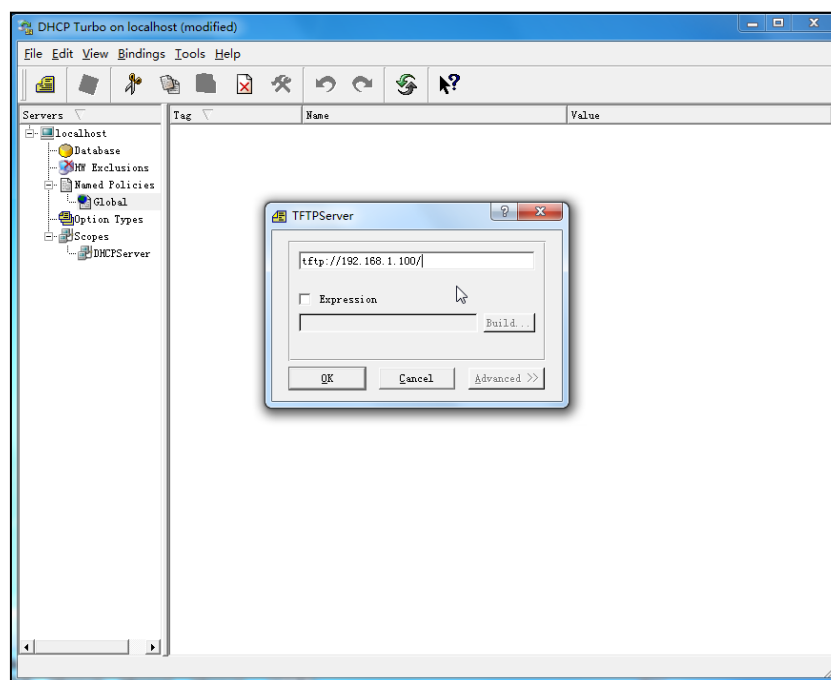 DHCP Turbo on localhost (modified)
File Edit View Bindings Tools Help
Servers Tag Name Value
localhost
Database
HW Exclusions
Named Policies
Global
Option Types
Scopes
DHCPServer
TFTPServer
tftp://192.168.1.100/
Expression
Build...
OK Cancel Advanced >>